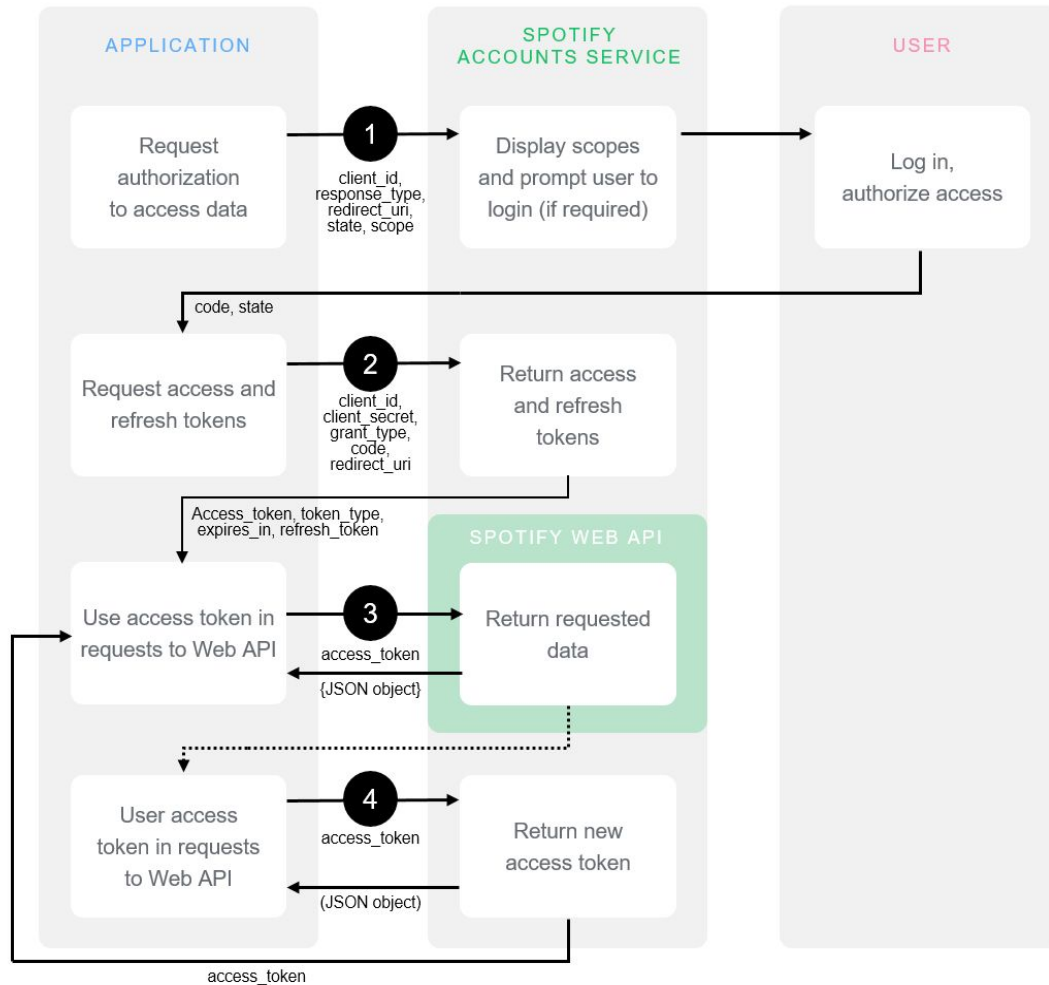 APPLICATION
SPOTIFY
ACCOUNTS SERVICE
USER
Request
authorization
to access data
1
client_id,
response_type,
redirect_uri,
state, scope
Display scopes
and prompt user to
login (if required)
Log in,
authorize access
code, state
Request access and
refresh tokens
2
client_id,
client_secret,
grant_type,
code,
redirect_uri
Return access
and refresh
tokens
Access_token, token_type,
expires_in, refresh_token
SPOTIFY WEB API
Use access token in
requests to Web API
3
access_token
{JSON object}
Return requested
data
User access
token in requests
to Web API
4
access_token
(JSON object)
Return new
access token
access_token